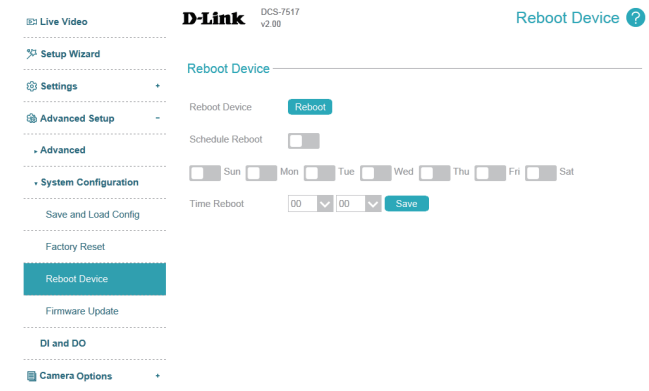 Live Video
Setup Wizard
Settings +
Advanced Setup -
Advanced
System Configuration
Save and Load Config
Factory Reset
Reboot Device
Firmware Update
DI and DO
Camera Options +
D-Link DCS-7517
v2.00
Reboot Device ?
Reboot Device
Reboot Device Reboot
Schedule Reboot
Sun Mon Tue Wed Thu Fri Sat
Time Reboot 00 00 Save